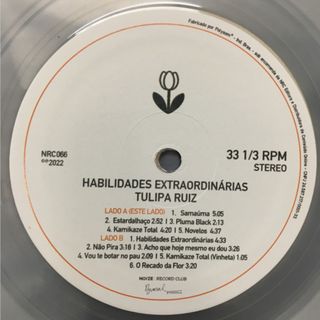 Fabricado por Polysom®
NRC066
℗©2022
33 1/3 RPM
STEREO
HABILIDADES EXTRAORDINÁRIAS
TULIPA RUIZ
LADO A (ESTE LADO) 1. Samaúma 5.05
2. Estardalhaço 2:52 | 3. Pluma Black 2:13
4. Kamikaze Total 4:20 | 5. Novelos 4:37
LADO B 1. Habilidades Extraordinárias 4:33
2. Não Pira 3:16 | 3. Acho que hoje mesmo eu dou 3:26
4. Vou te botar no pau 2:09 | 5. Kamikaze Total (Vinheta) 1:05
6. O Recado da Flor 3:20
NOIZE RECORD CLUB